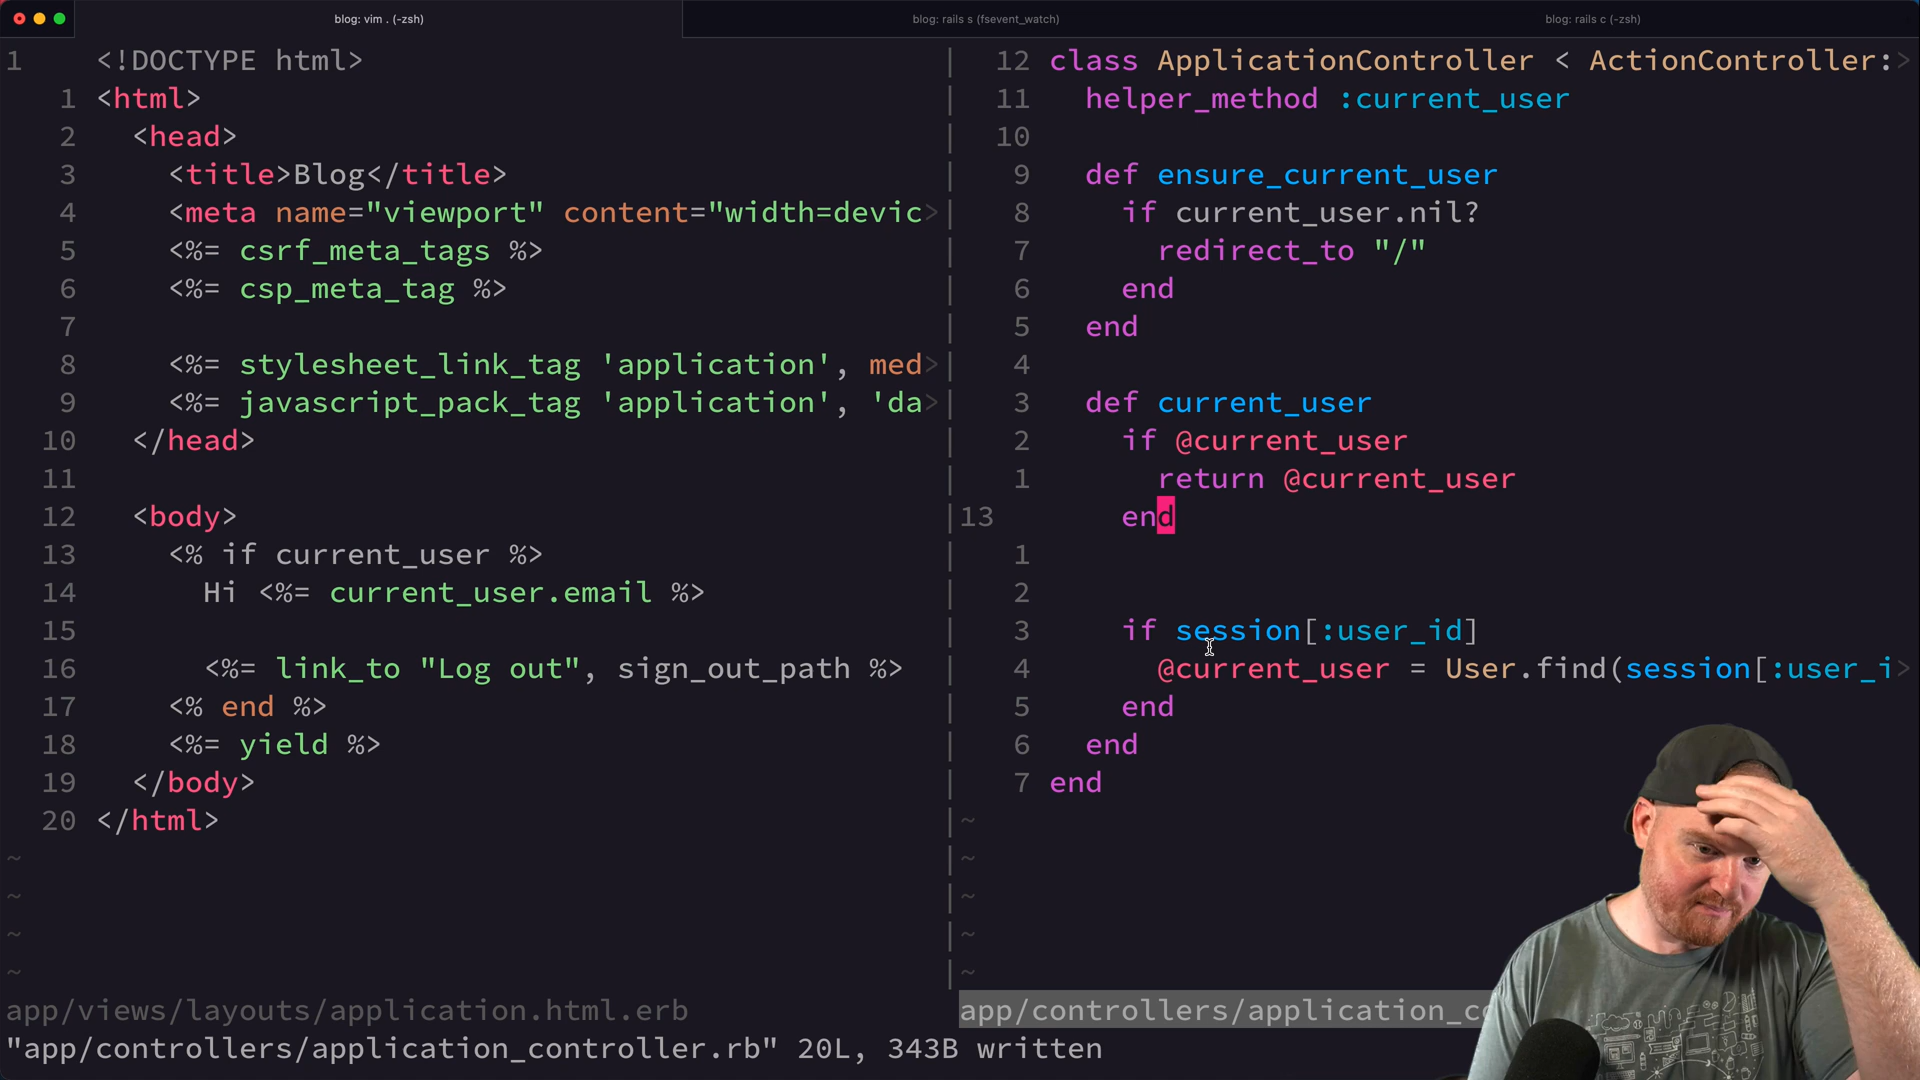 blog: vim . (-zsh)
blog: rails s (fsevent_watch)
blog: rails c (-zsh)
1 <!DOCTYPE html>
1 <html>
2 <head>
3 <title>Blog</title>
4 <meta name="viewport" content="width=devic>
5 <%= csrf_meta_tags %>
6 <%= csp_meta_tag %>
7
8 <%= stylesheet_link_tag 'application', med>
9 <%= javascript_pack_tag 'application', 'da>
10 </head>
11
12 <body>
13 <% if current_user %>
14 Hi <%= current_user.email %>
15
16 <%= link_to "Log out", sign_out_path %>
17 <% end %>
18 <%= yield %>
19 </body>
20 </html>
~
~
~
~
app/views/layouts/application.html.erb
12 class ApplicationController < ActionController:>
11 helper_method :current_user
10
9 def ensure_current_user
8 if current_user.nil?
7 redirect_to "/"
6 end
5 end
4
3 def current_user
2 if @current_user
1 return @current_user
13 end
1
2
3 if session[:user_id]
4 @current_user = User.find(session[:user_i>
5 end
6 end
7 end
~
~
~
~
~
app/controllers/application_c
"app/controllers/application_controller.rb" 20L, 343B written